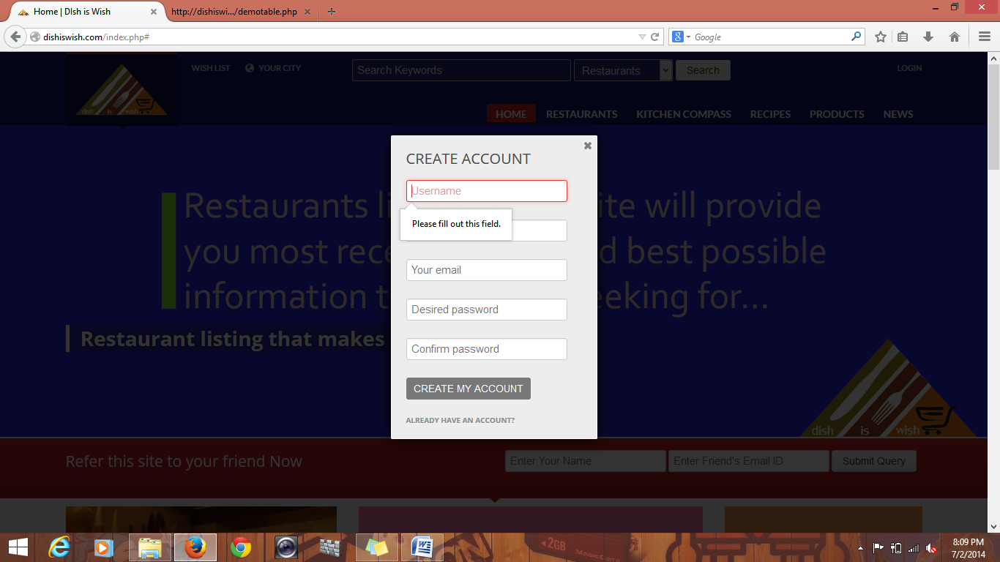 Home | DIsh is Wish
http://dishiswi.../demotable.php
dishiswish.com/index.php#
Google
dish is wish
WISH LIST
YOUR CITY
Search Keywords
Restaurants
Search
LOGIN
HOME
RESTAURANTS
KITCHEN COMPASS
RECIPES
PRODUCTS
NEWS
Restaurants li
ite will provide
you most rece
d best possible
information t
eeking for...
Restaurant listing that makes
CREATE ACCOUNT
Username
Please fill out this field.
Your email
Desired password
Confirm password
CREATE MY ACCOUNT
ALREADY HAVE AN ACCOUNT?
dish is wish
Refer this site to your friend Now
Enter Your Name
Enter Friend's Email ID
Submit Query
2GB
8:09 PM
7/2/2014